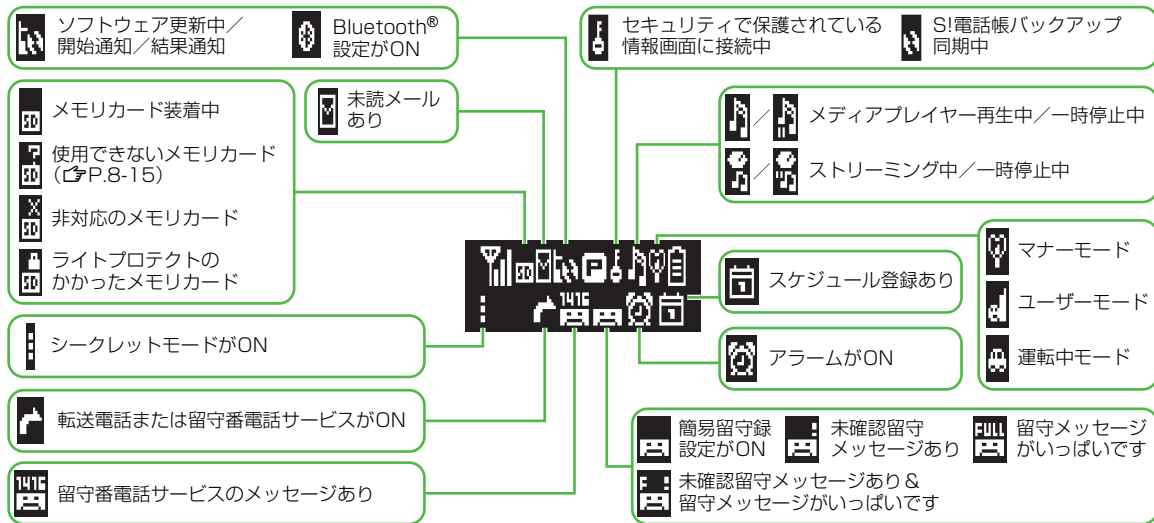 ソフトウェア更新中／
開始通知／結果通知
Bluetooth®
設定がON
セキュリティで保護されている
情報画面に接続中
S!電話帳バックアップ
同期中
SD
メモリカード装着中
?
SD
使用できないメモリカード
（☞P.8-15）
X
SD
非対応のメモリカード
SD
ライトプロテクトの
かかったメモリカード
未読メール
あり
／
メディアプレイヤー再生中／一時停止中
／
ストリーミング中／一時停止中
マナーモード
ユーザーモード
運転中モード
SD
P
1416
1
1
スケジュール登録あり
アラームがON
シークレットモードがON
転送電話または留守番電話サービスがON
1416
留守番電話サービスのメッセージあり
簡易留守録
設定がON
未確認留守
メッセージあり
FULL
留守メッセージ
がいっぱいです
F
未確認留守メッセージあり＆
留守メッセージがいっぱいです